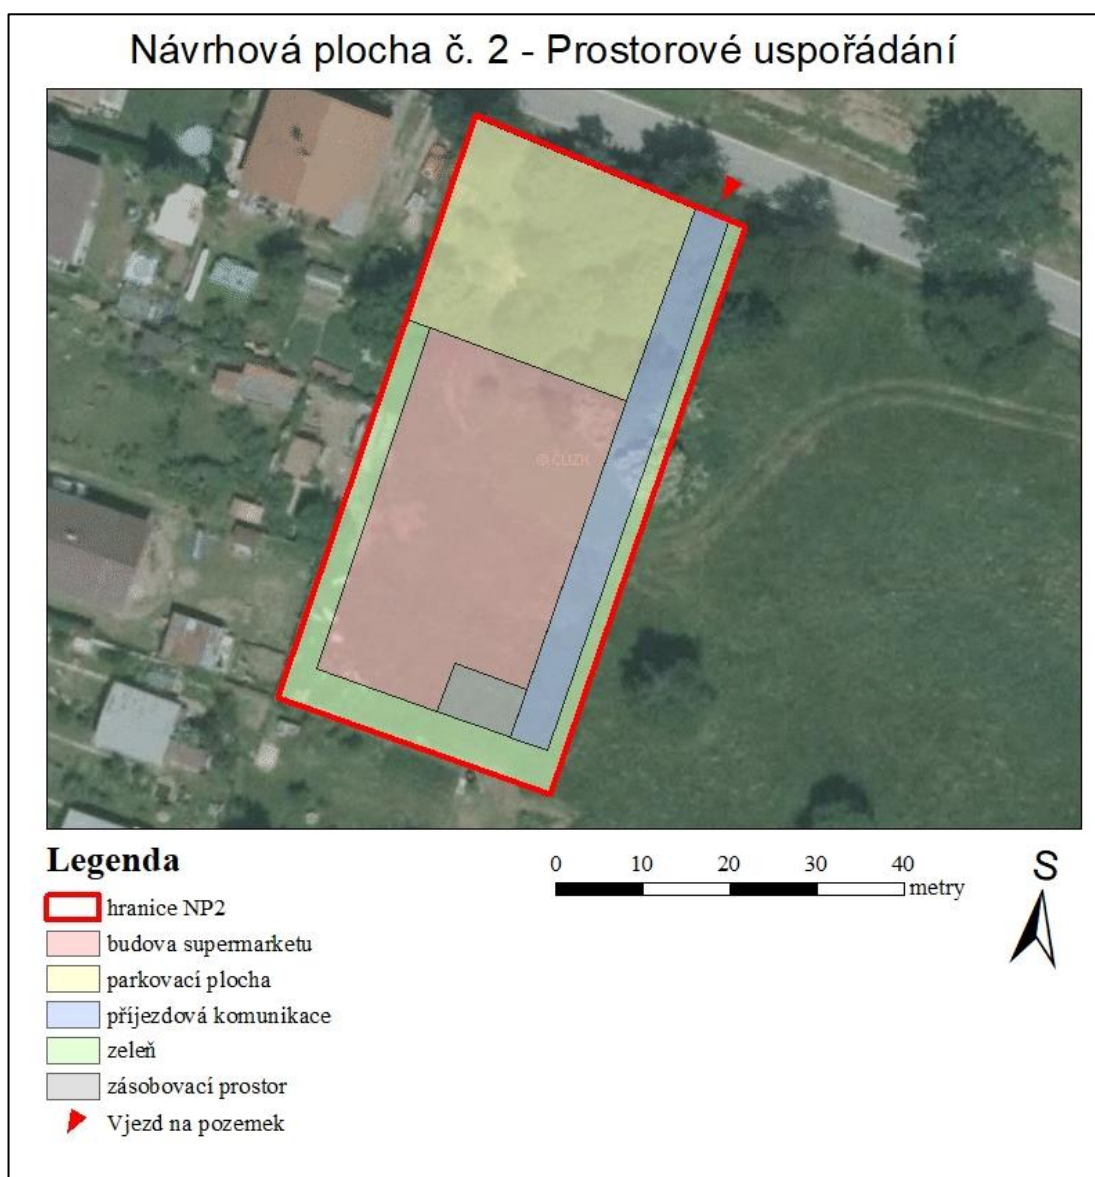 Návrhová plocha č. 2 - Prostorové uspořádání
© ČÚZK
Legenda
hranice NP2
budova supermarketu
parkovací plocha
příjezdová komunikace
zeleň
zásobovací prostor
Vjezd na pozemek
0 10 20 30 40
metry
S